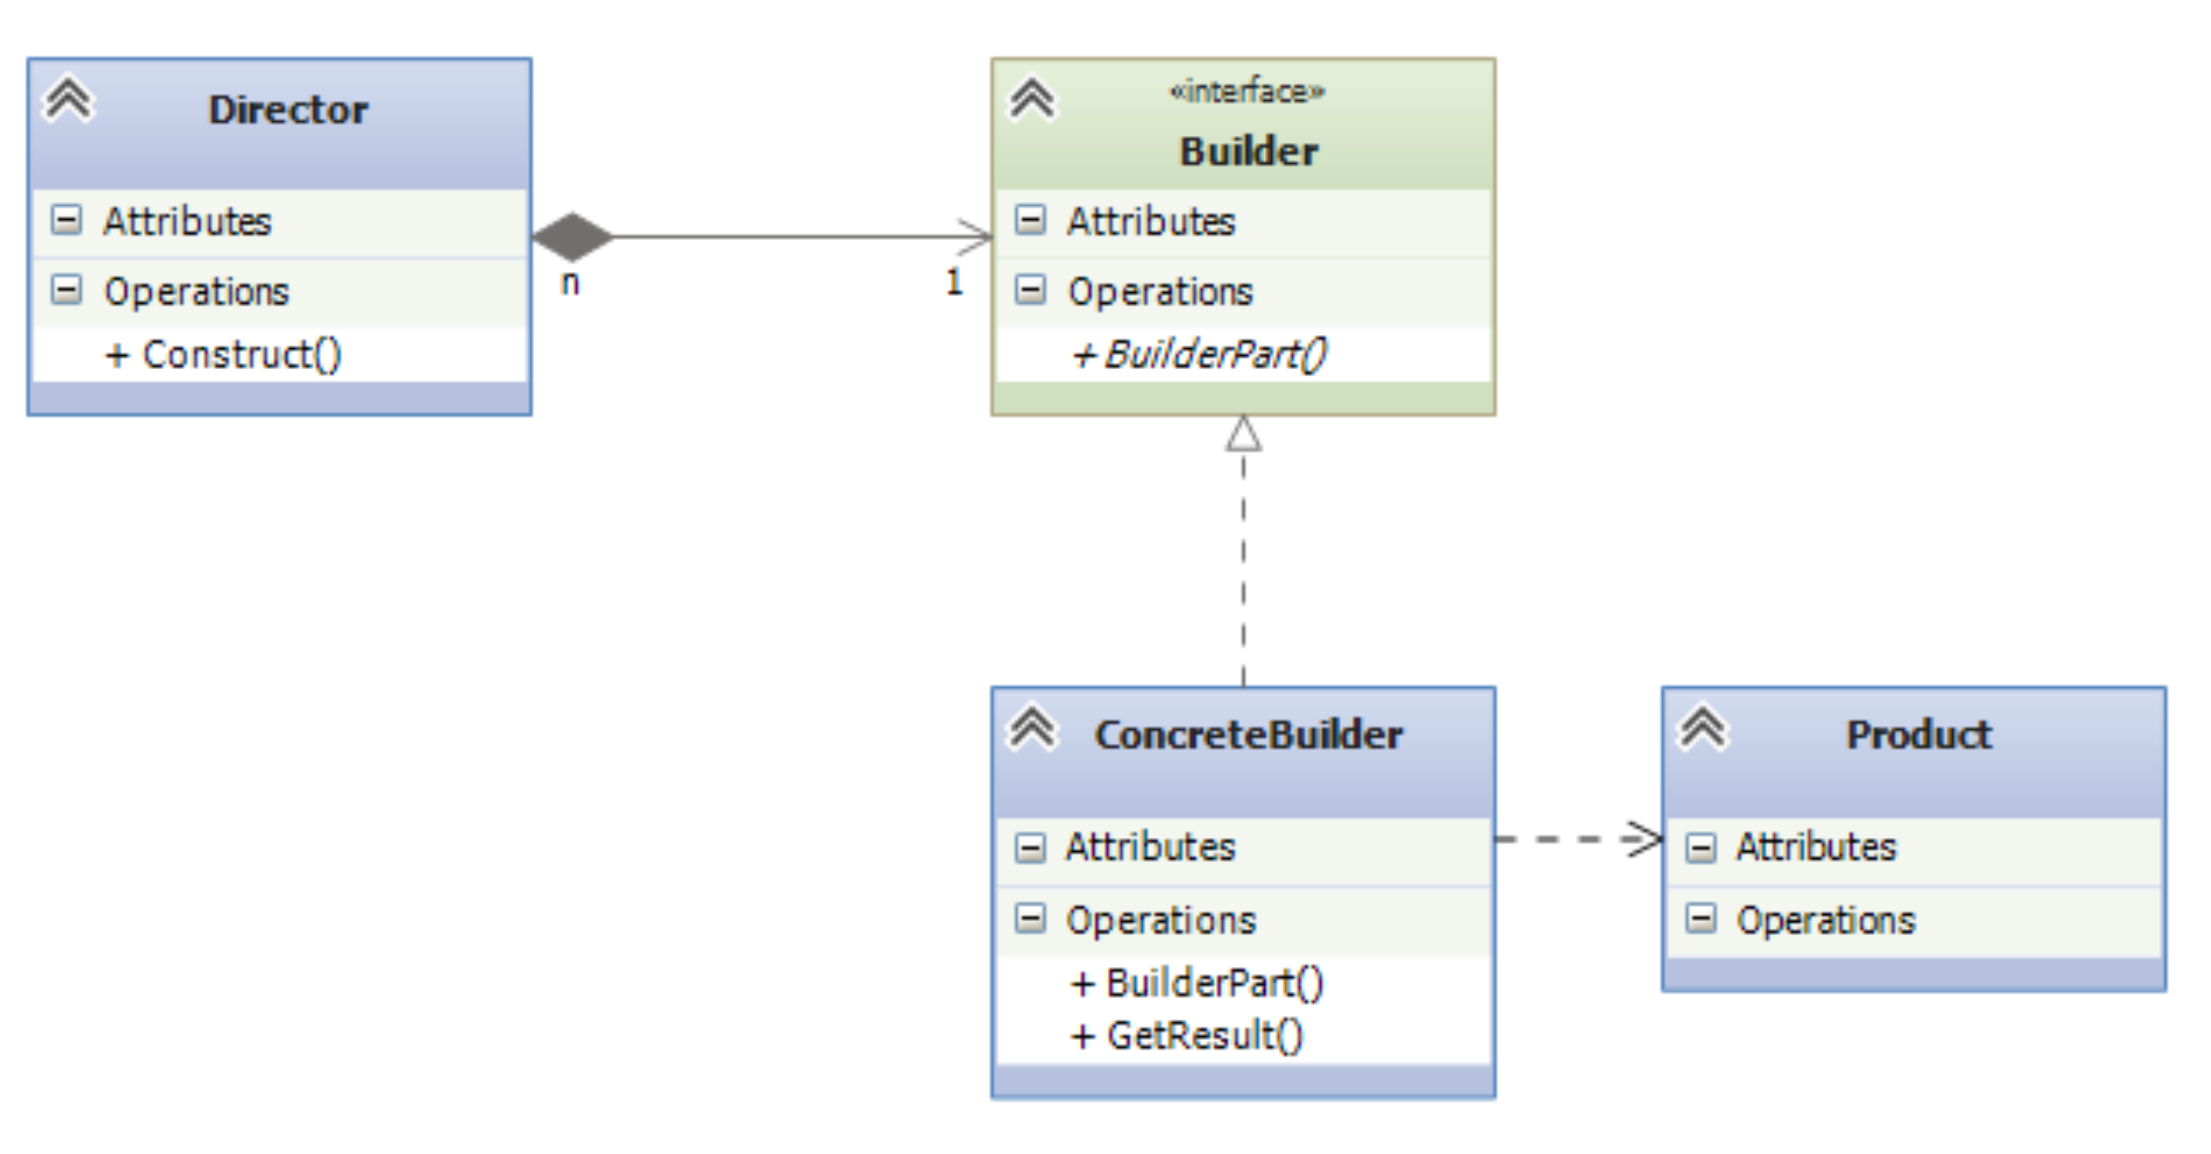 Director
Attributes
Operations
+ Construct()
n
1
«interface»
Builder
Attributes
Operations
+ BuilderPart()
ConcreteBuilder
Attributes
Operations
+ BuilderPart()
+ GetResult()
Product
Attributes
Operations